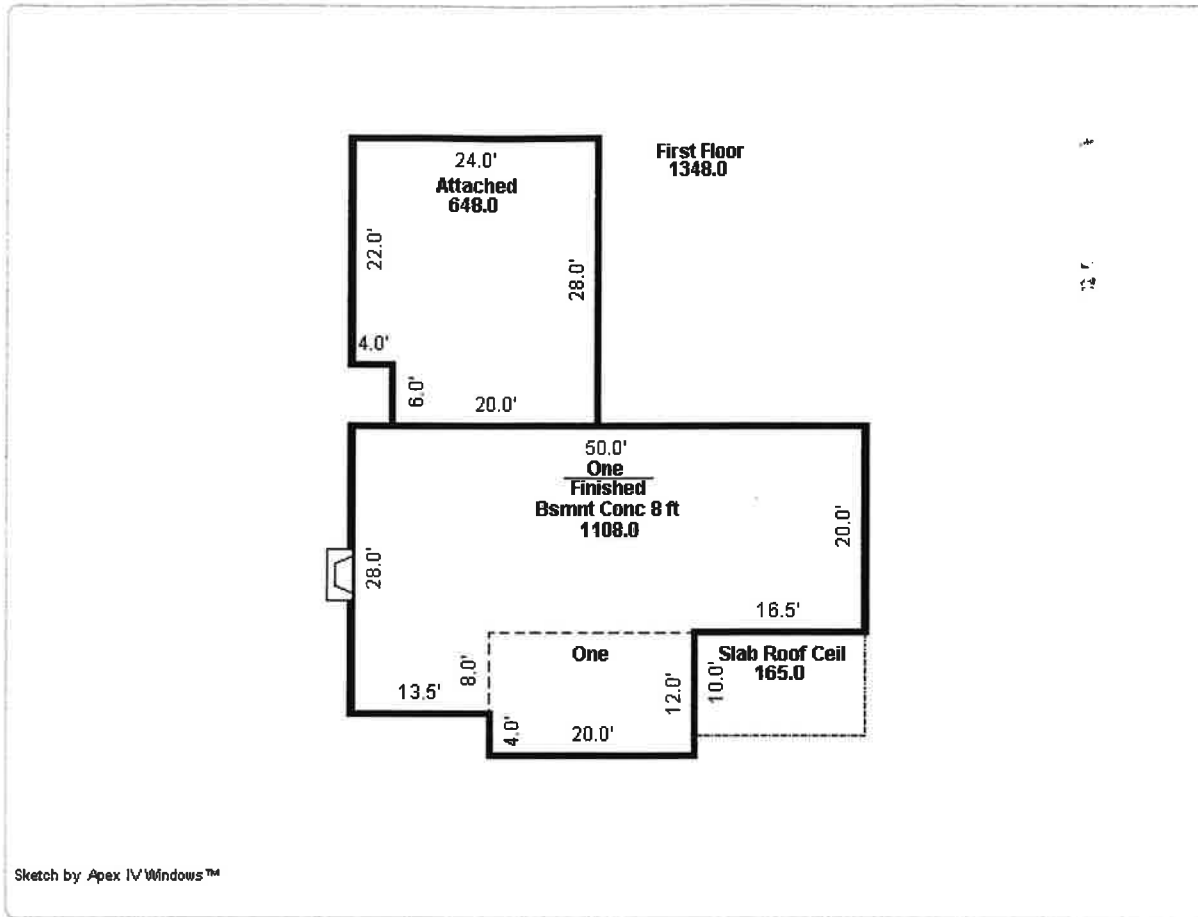 First Floor
1348.0
24.0'
Attached
648.0
22.0'
28.0'
4.0'
6.0'
20.0'
50.0'
One
Finished
Bsmnt Conc 8 ft
1108.0
20.0'
28.0'
16.5'
One
Slab Roof Ceil
165.0
8.0'
12.0'
10.0'
13.5'
4.0'
20.0'
Sketch by Apex IV Windows™